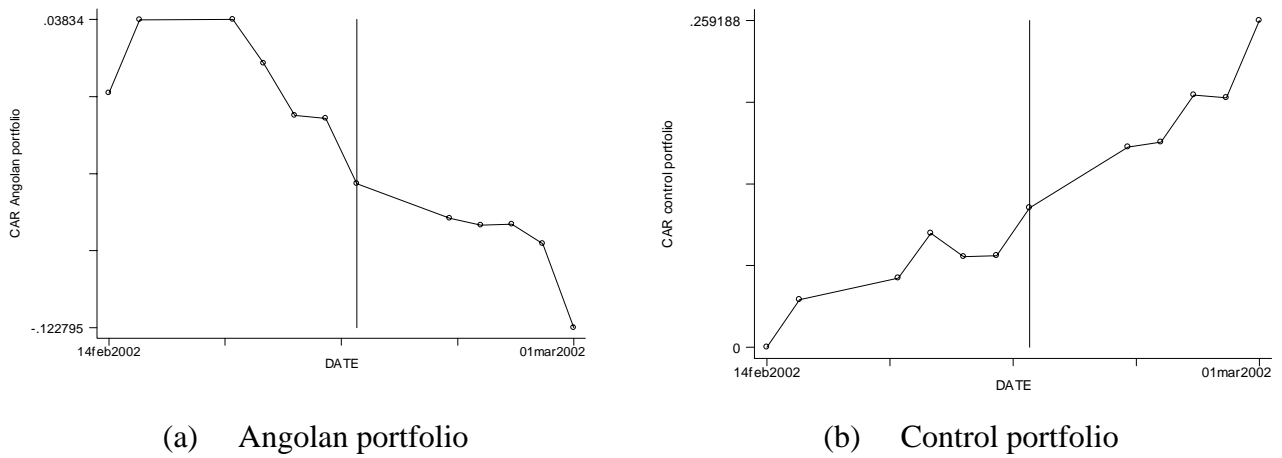 .03834
CAR Angolan portfolio
-.122795
14feb2002
01mar2002
DATE
.259188
CAR control portfolio
0
14feb2002
01mar2002
DATE
(a) Angolan portfolio
(b) Control portfolio